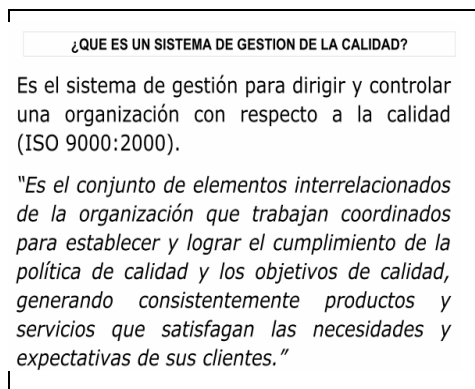 ¿QUE ES UN SISTEMA DE GESTION DE LA CALIDAD?
Es el sistema de gestión para dirigir y controlar
una organización con respecto a la calidad
(ISO 9000:2000).
“Es el conjunto de elementos interrelacionados
de la organización que trabajan coordinados
para establecer y lograr el cumplimiento de la
política de calidad y los objetivos de calidad,
generando consistentemente productos y
servicios que satisfagan las necesidades y
expectativas de sus clientes.”